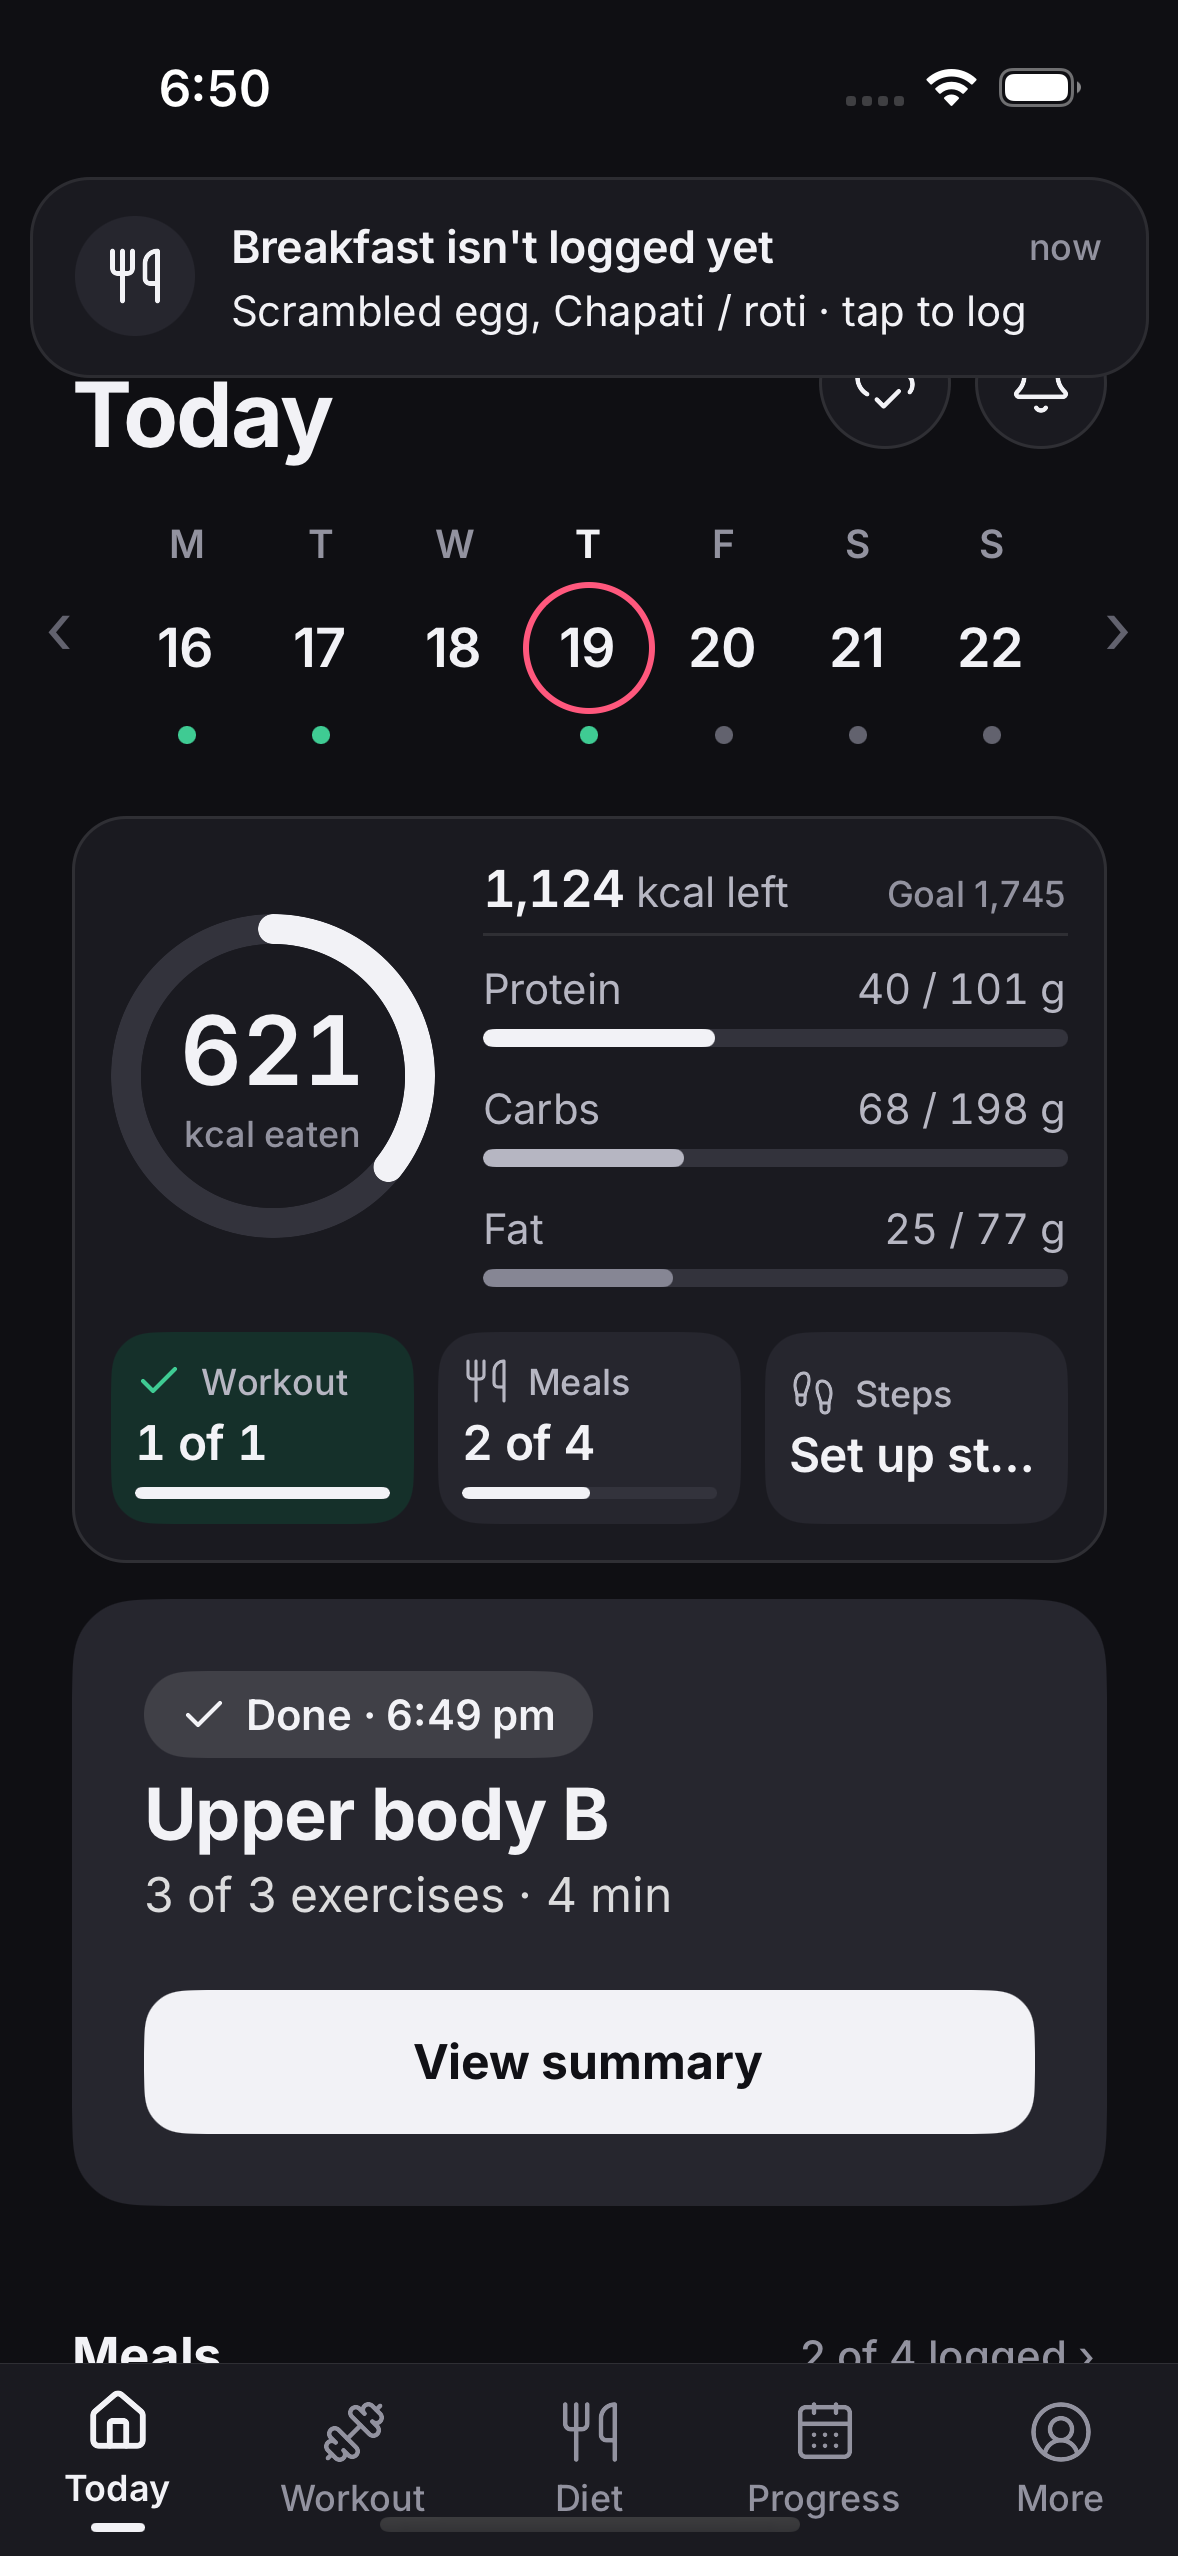 6:50
Breakfast isn't logged yet
now
Scrambled egg, Chapati / roti · tap to log
Today
M T W T F S S
‹ 16 17 18 19 20 21 22 ›
1,124 kcal left
Goal 1,745
621
kcal eaten
Protein 40 / 101 g
Carbs 68 / 198 g
Fat 25 / 77 g
Workout
1 of 1
Meals
2 of 4
Steps
Set up st...
Done · 6:49 pm
Upper body B
3 of 3 exercises · 4 min
View summary
Meals
2 of 4 logged ›
Today Workout Diet Progress More